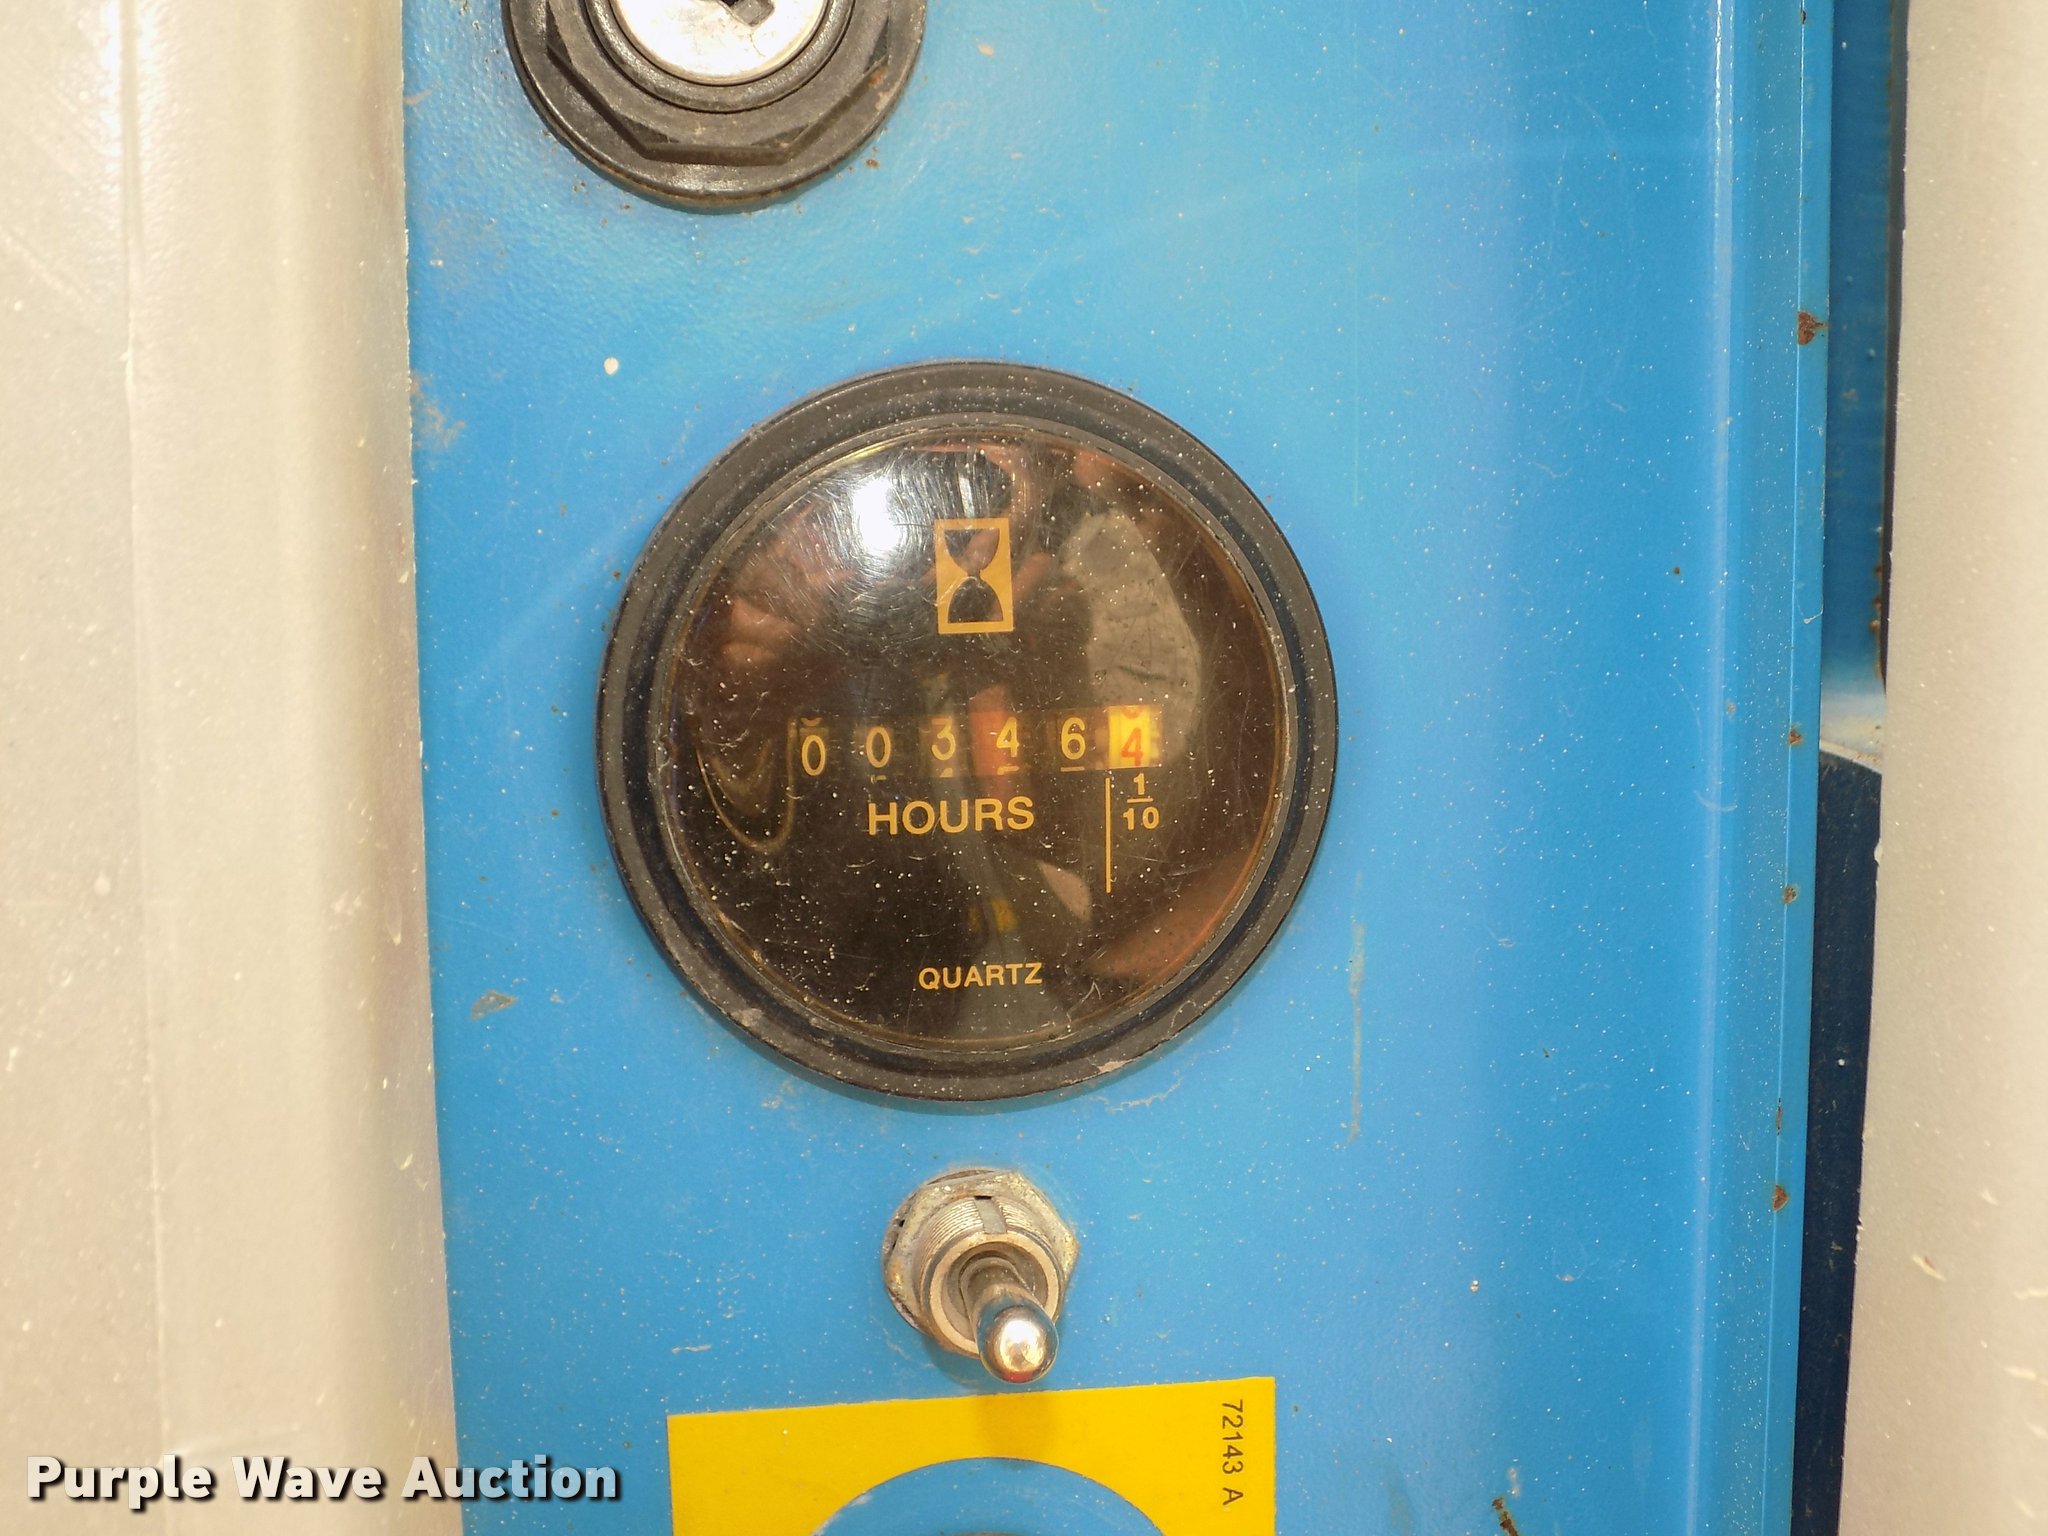 003464
HOURS
1
10
QUARTZ
72143 A
Purple Wave Auction